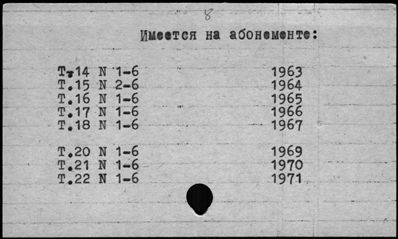 8
Имеется на абонементе:
Т.14 N 1-6 1963
Т.15 N 2-6 1964
Т.16 N 1-6 1965
Т.17 N 1-6 1966
Т.18 N 1-6 1967
Т.20 N 1-6 1969
Т.21 N 1-6 1970
Т.22 N 1-6 1971